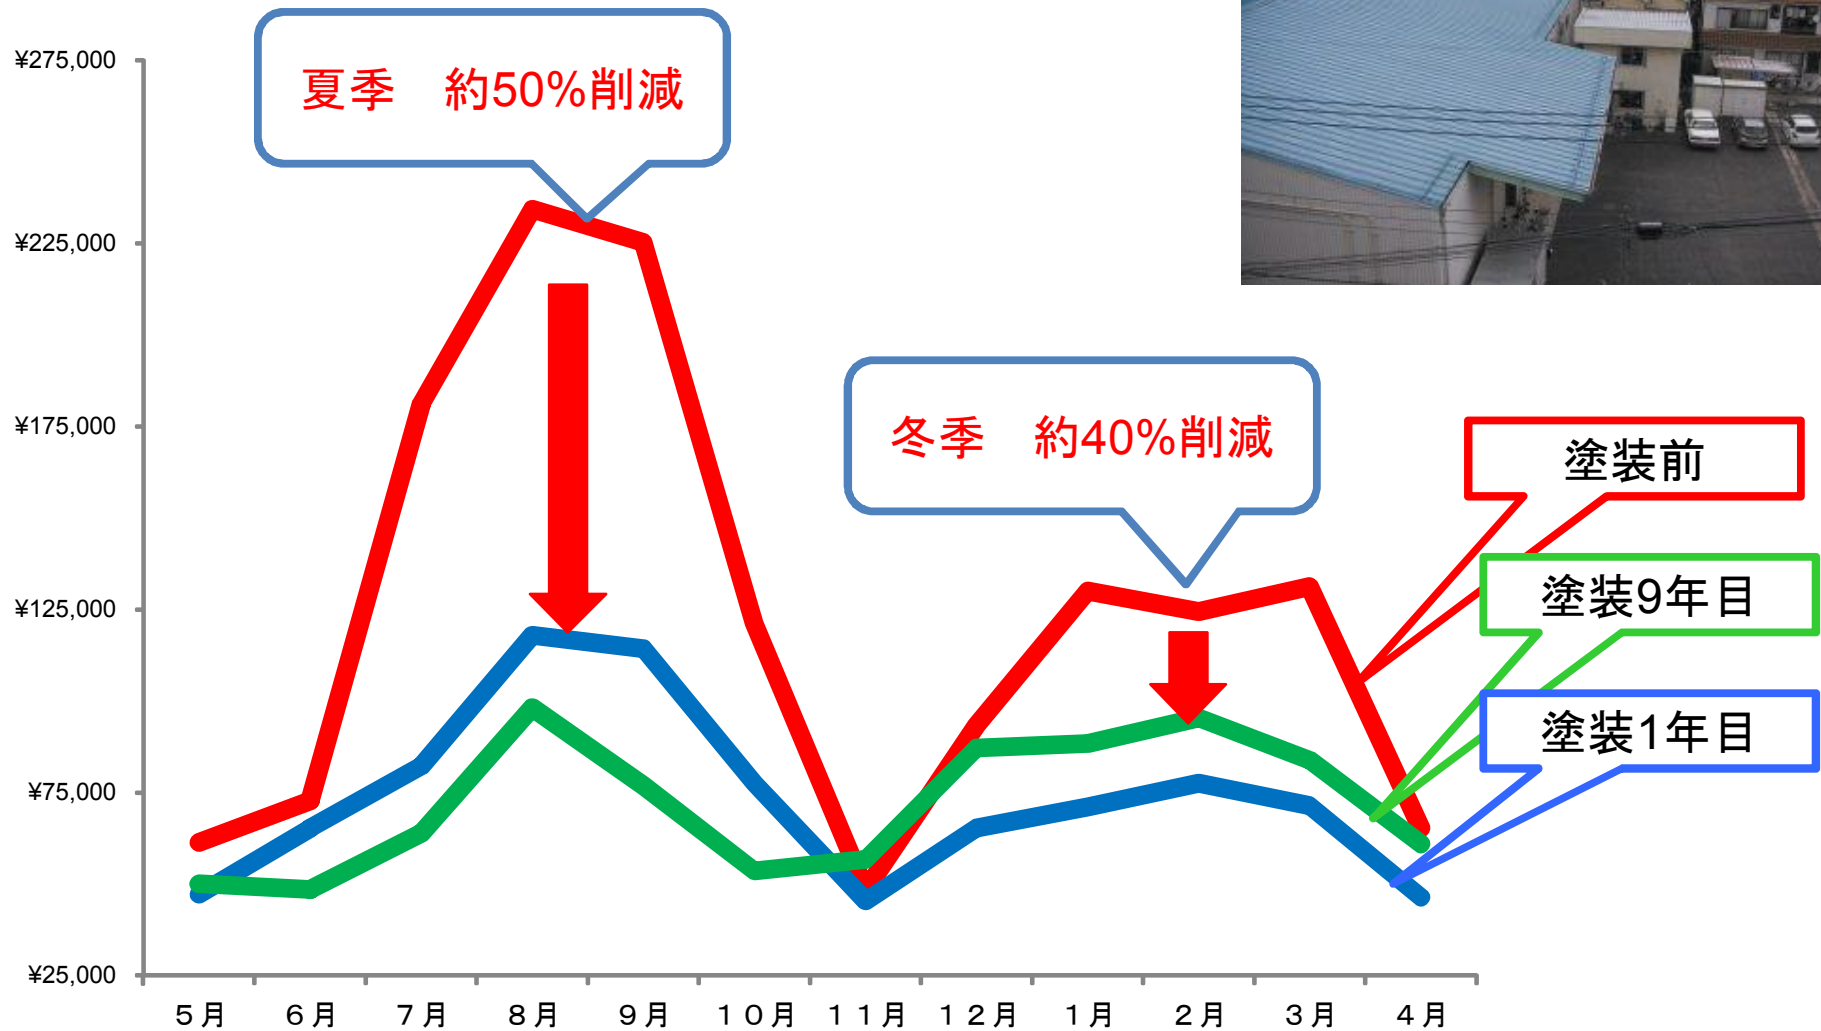 夏季　約50%削減
冬季　約40%削減
塗装前
塗装9年目
塗装1年目
¥275,000
¥225,000
¥175,000
¥125,000
¥75,000
¥25,000
５月 ６月 ７月 ８月 ９月 １０月 １１月 １２月 １月 ２月 ３月 ４月